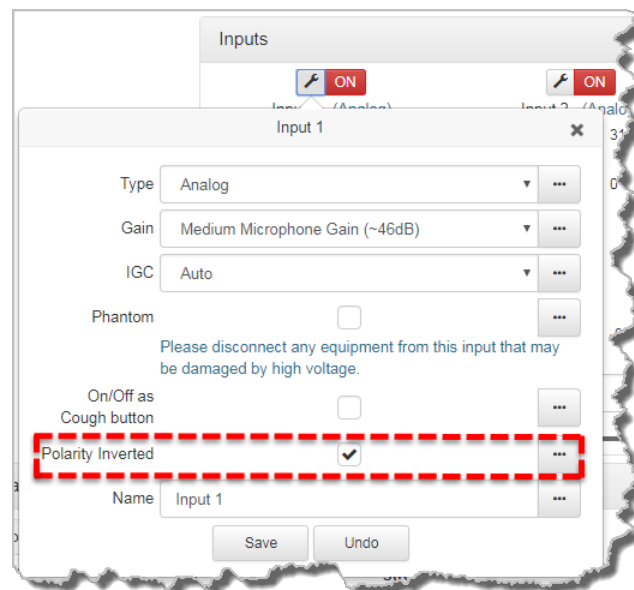 Inputs
ON
ON
(Analog)
Input 1
Type Analog
Gain Medium Microphone Gain (~46dB)
IGC Auto
Phantom
Please disconnect any equipment from this input that may
be damaged by high voltage.
On/Off as
Cough button
Polarity Inverted
Name Input 1
Save Undo